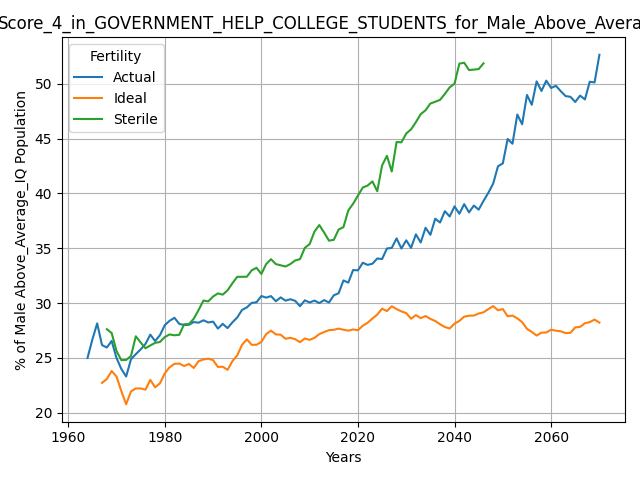 Score_4_in_GOVERNMENT_HELP_COLLEGE_STUDENTS_for_Male_Above_Avera
Fertility
Actual
Ideal
Sterile
% of Male Above_Average_IQ Population
50
45
40
35
30
25
20
1960
1980
2000
2020
2040
2060
Years